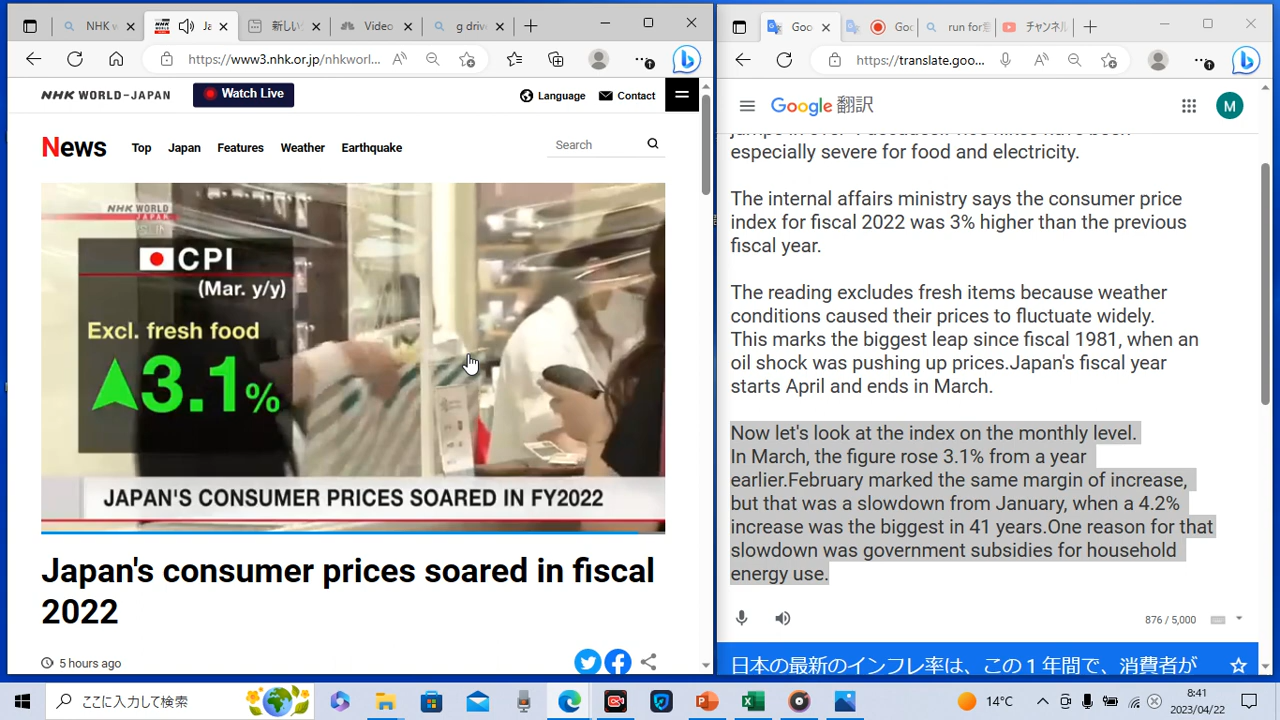 NHK w
Ja
新しい
Video
g driv
https://www3.nhk.or.jp/nhkworl...
NHK WORLD-JAPAN
Watch Live
Language
Contact
News
Top
Japan
Features
Weather
Earthquake
Search
NHK WORLD
JAPAN
CPI
(Mar. y/y)
Excl. fresh food
▲3.1%
JAPAN'S CONSUMER PRICES SOARED IN FY2022
Japan's consumer prices soared in fiscal
2022
5 hours ago
Goo
Goo
run for意
チャンネル
https://translate.goo...
Google 翻訳
M
especially severe for food and electricity.
The internal affairs ministry says the consumer price
index for fiscal 2022 was 3% higher than the previous
fiscal year.
The reading excludes fresh items because weather
conditions caused their prices to fluctuate widely.
This marks the biggest leap since fiscal 1981, when an
oil shock was pushing up prices.Japan's fiscal year
starts April and ends in March.
Now let's look at the index on the monthly level.
In March, the figure rose 3.1% from a year
earlier.February marked the same margin of increase,
but that was a slowdown from January, when a 4.2%
increase was the biggest in 41 years.One reason for that
slowdown was government subsidies for household
energy use.
876 / 5,000
日本の最新のインフレ率は、この１年間で、消費者が
ここに入力して検索
14°C
8:41
2023/04/22